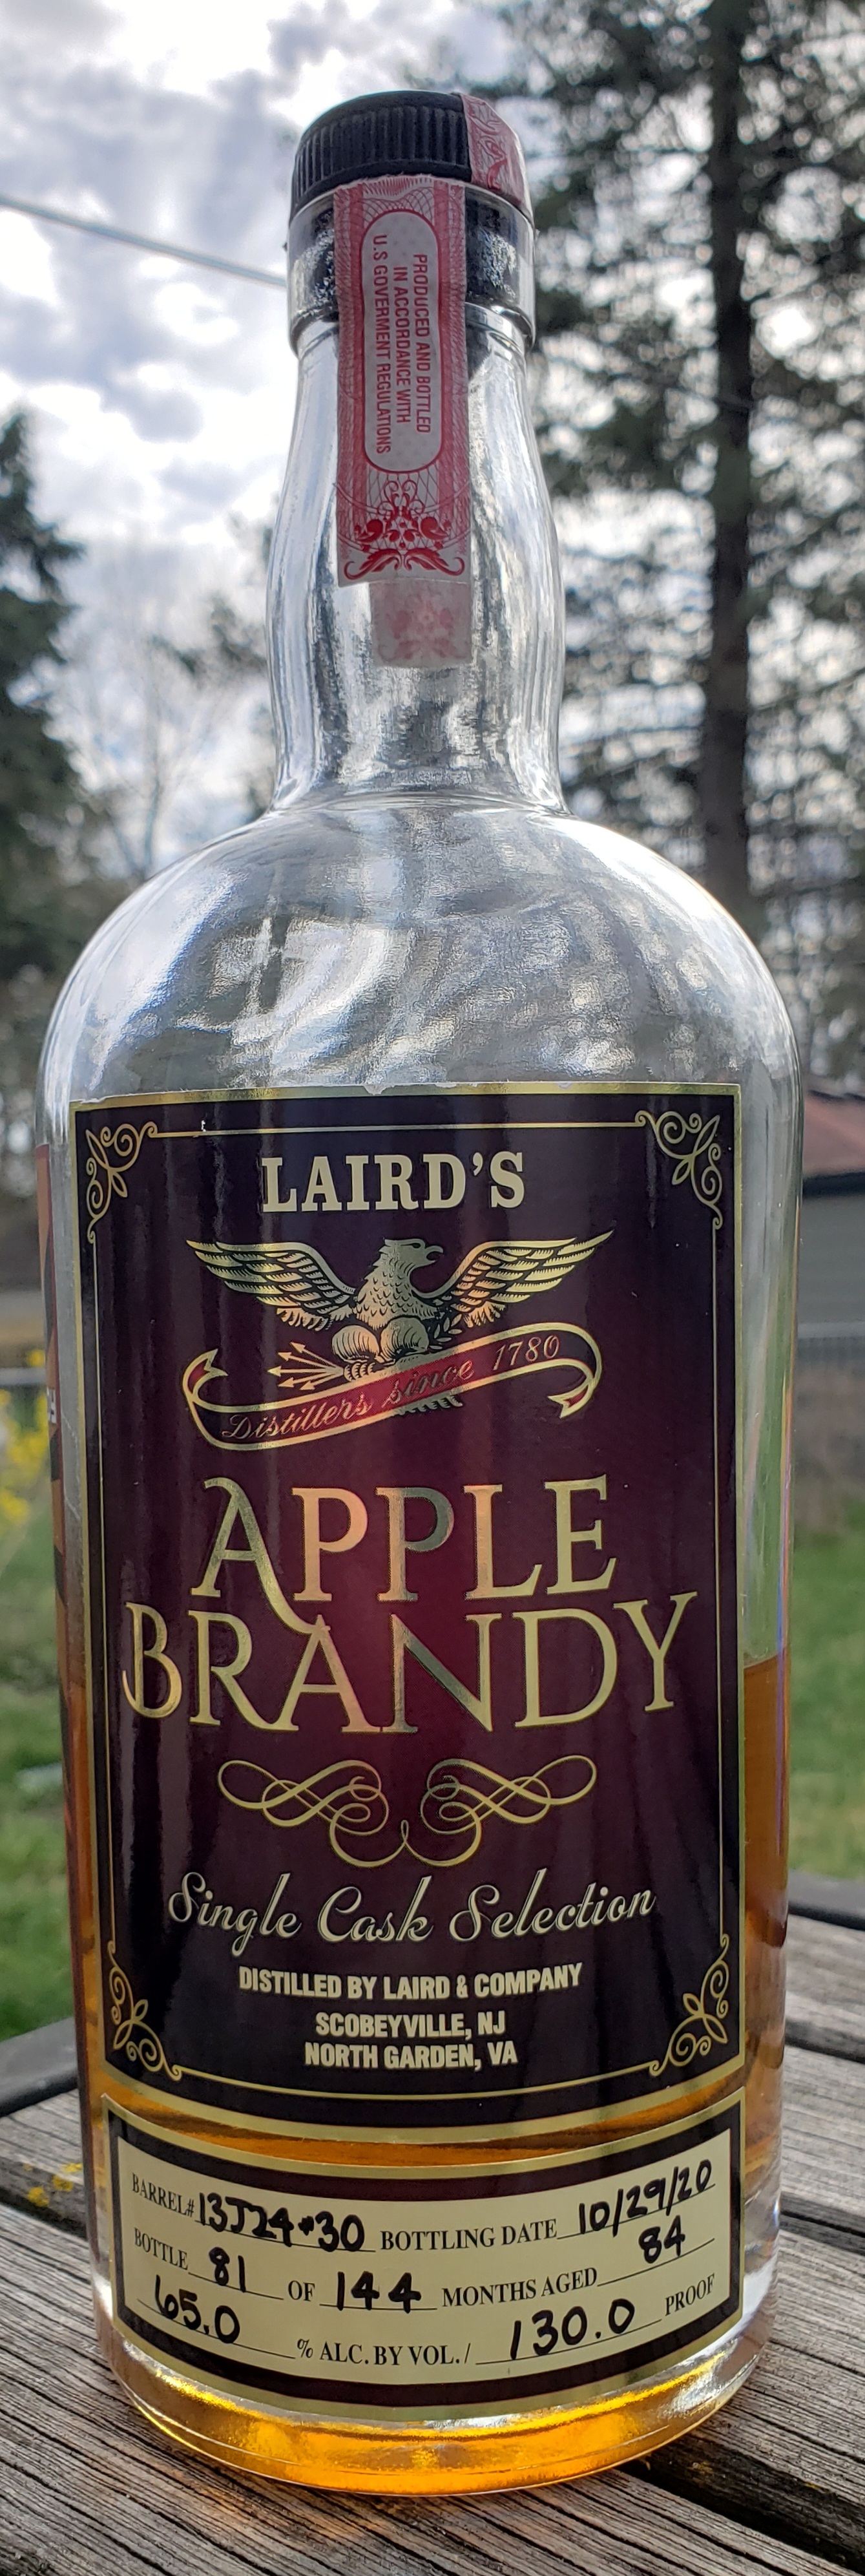 PRODUCED AND BOTTLED
IN ACCORDANCE WITH
U.S GOVERMENT REGULATIONS
LAIRD'S
Distillers since 1780
APPLE
BRANDY
Single Cask Selection
DISTILLED BY LAIRD & COMPANY
SCOBEYVILLE, NJ
NORTH GARDEN, VA
BARREL# 13J24#30 BOTTLING DATE 10/29/20
BOTTLE 81 OF 144 MONTHS AGED 84
65.0 % ALC. BY VOL. / 130.0 PROOF